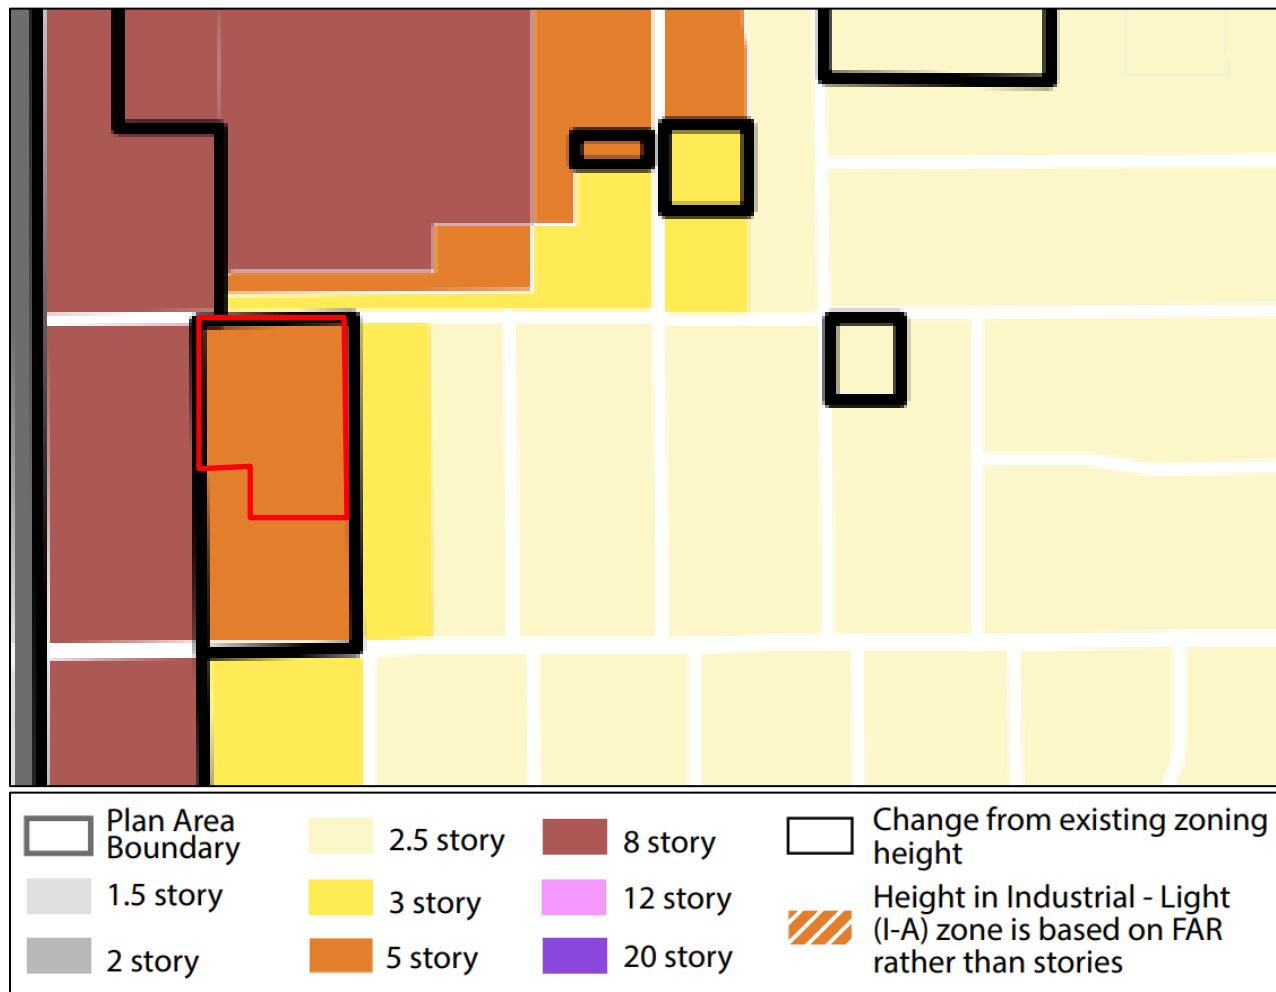 Plan Area
Boundary
1.5 story
2 story
2.5 story
3 story
5 story
8 story
12 story
20 story
Change from existing zoning
height
Height in Industrial - Light
(I-A) zone is based on FAR
rather than stories